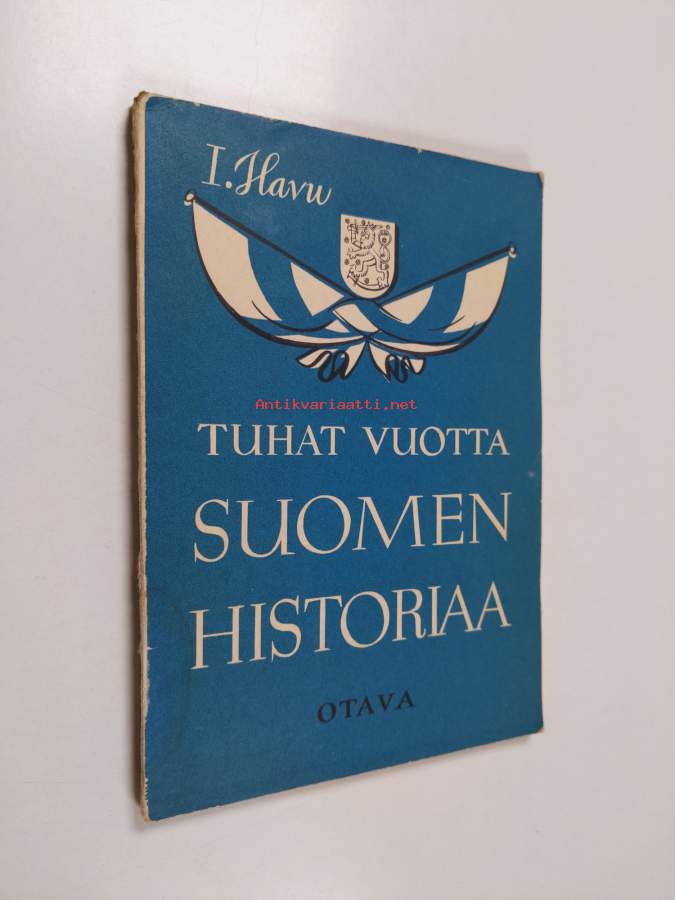 I. Havu
Antikvariaatti.net
TUHAT VUOTTA
SUOMEN
HISTORIAA
OTAVA